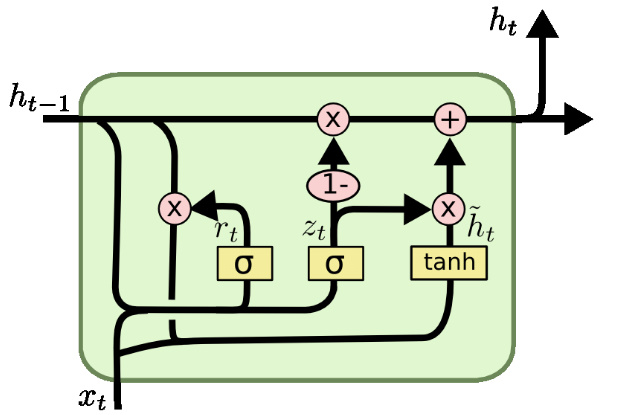 h_t
h_{t-1}
x +
1-
x x
r_t z_t h̃_t
σ σ tanh
x_t